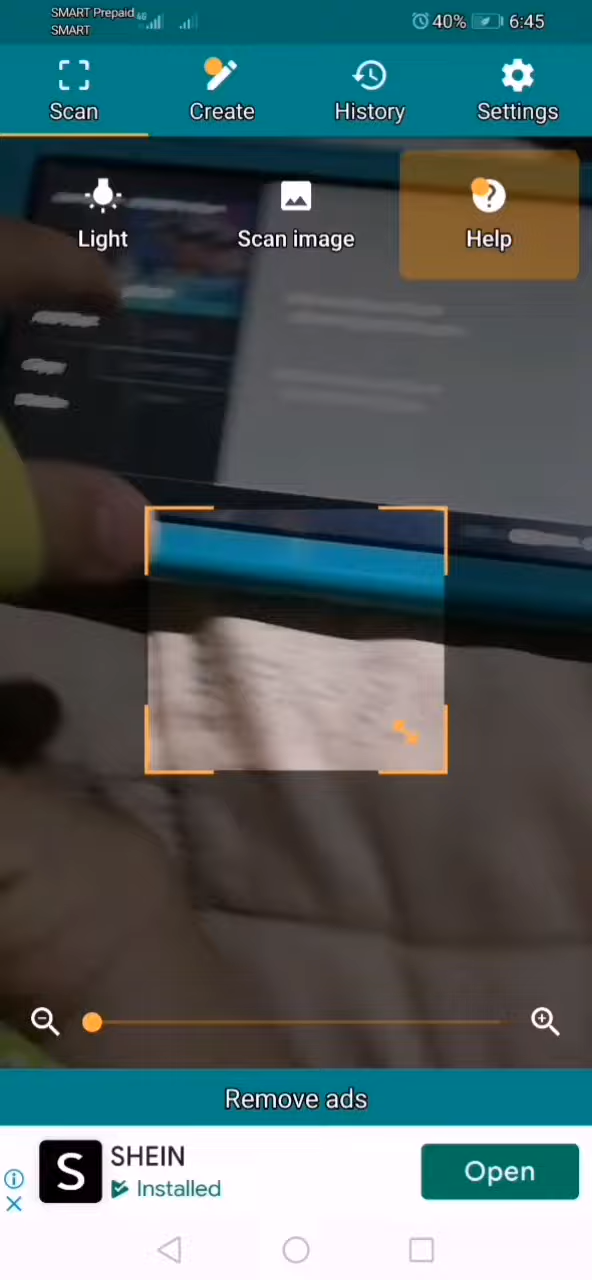 SMART Prepaid 4G
SMART
40% 6:45
Scan
Create
History
Settings
Light
Scan image
Help
Remove ads
SHEIN
Installed
Open